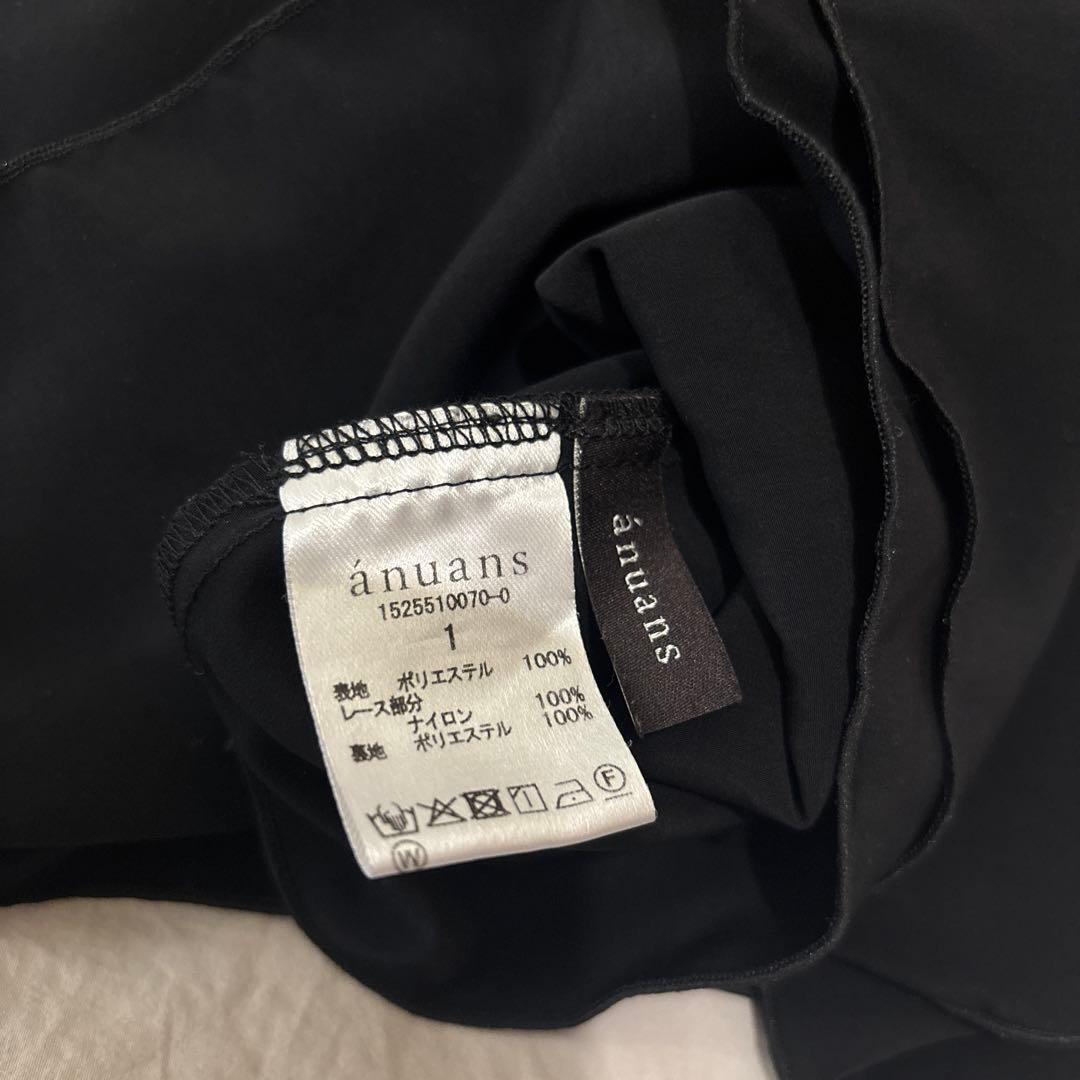 ánuans
1525510070-0
1
表地 ポリエステル 100%
レース部分
ナイロン 100%
裏地 ポリエステル 100%
F
W
ánuans